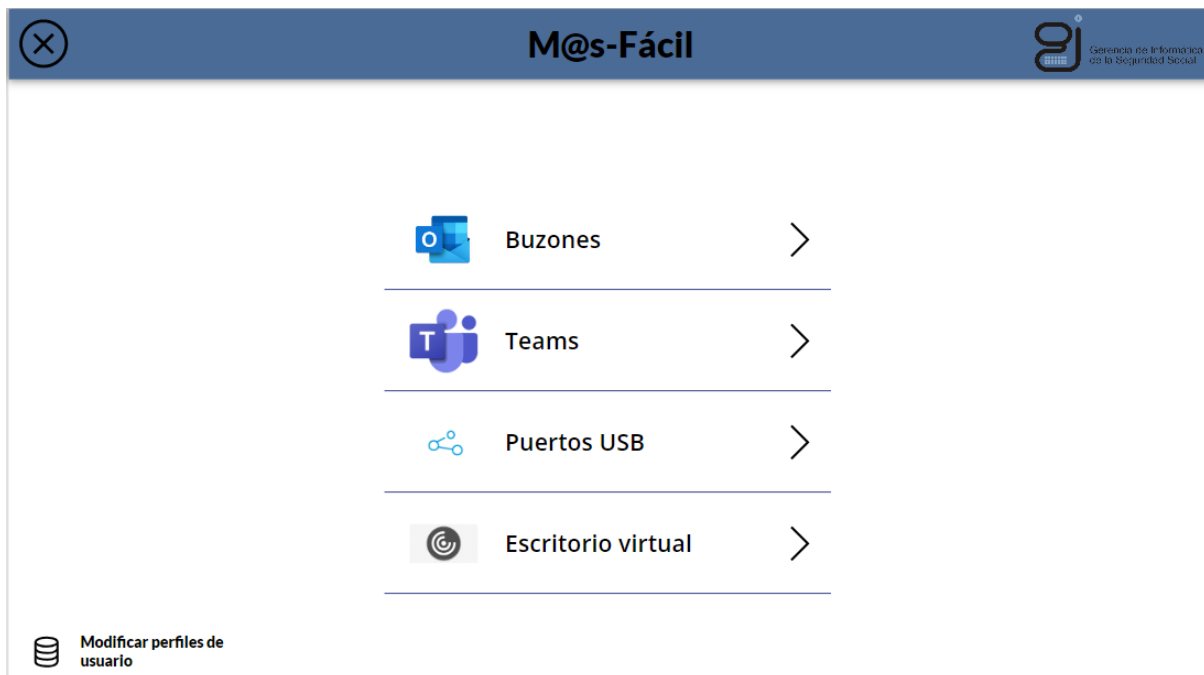 M@s-Fácil
Gerencia de Informática
de la Seguridad Social
O
Buzones
T
Teams
Puertos USB
Escritorio virtual
Modificar perfiles de
usuario